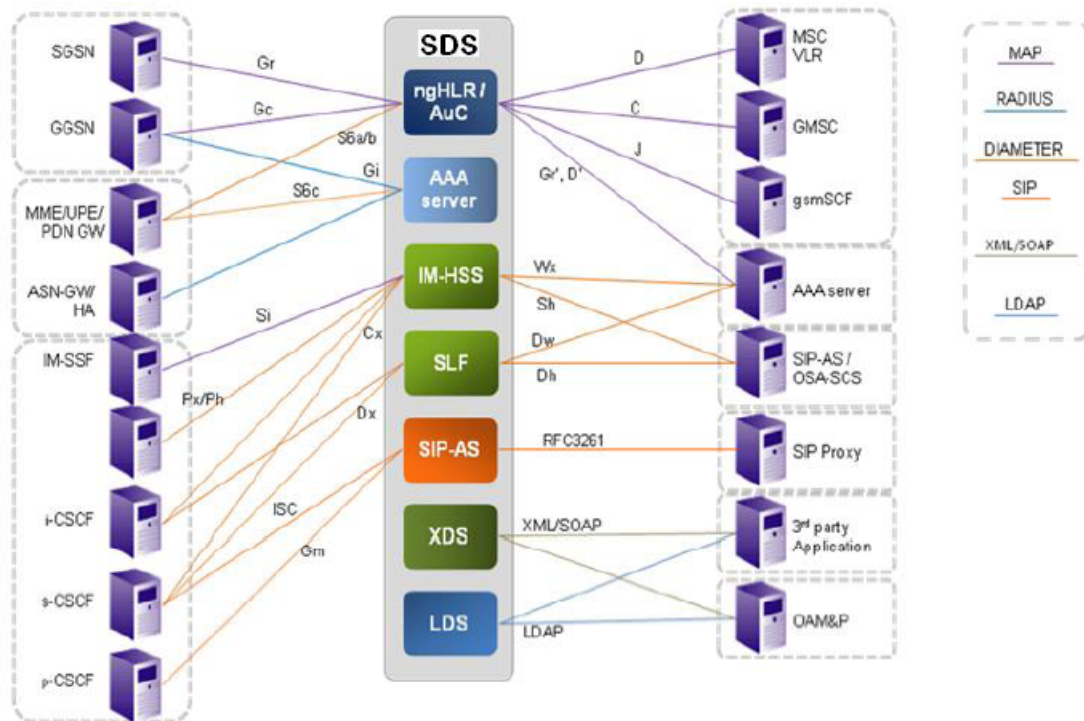 SDS
SGSN
Gr
ngHLR /
AuC
D
MSC
VLR
MAP
GGSN
Gc
C
GMSC
RADIUS
S6a/b
J
DIAMETER
Gi
Gr', D'
S6c
AAA
server
gsmSCF
SIP
MME/UPE/
PDN GW
XML/SOAP
ASN-GW/
HA
IM-HSS
Wx
AAA server
LDAP
Si
Sh
Cx
IM-SSF
SLF
Dw
Dh
SIP-AS /
OSA-SCS
Px/Ph
Dx
SIP-AS
RFC3261
SIP Proxy
i-CSCF
ISC
XDS
XML/SOAP
3rd party
Application
Gm
s-CSCF
LDS
LDAP
OAM&P
p-CSCF